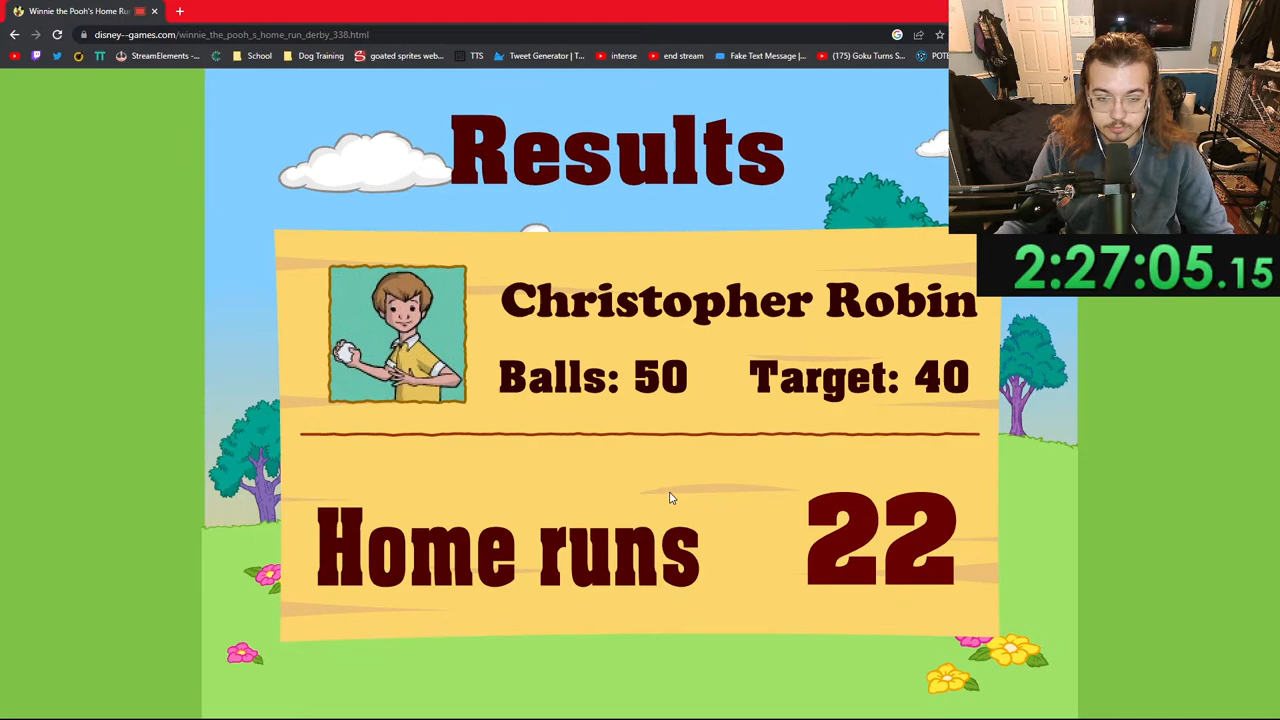 Winnie the Pooh's Home Run
disney--games.com/winnie_the_pooh_s_home_run_derby_338.html
StreamElements -...
School
Dog Training
goated sprites web...
TTS
Tweet Generator | T...
intense
end stream
Fake Text Message |...
(175) Goku Turns S...
POTE
Results
Christopher Robin
Balls: 50 Target: 40
Home runs 22
2:27:05.15